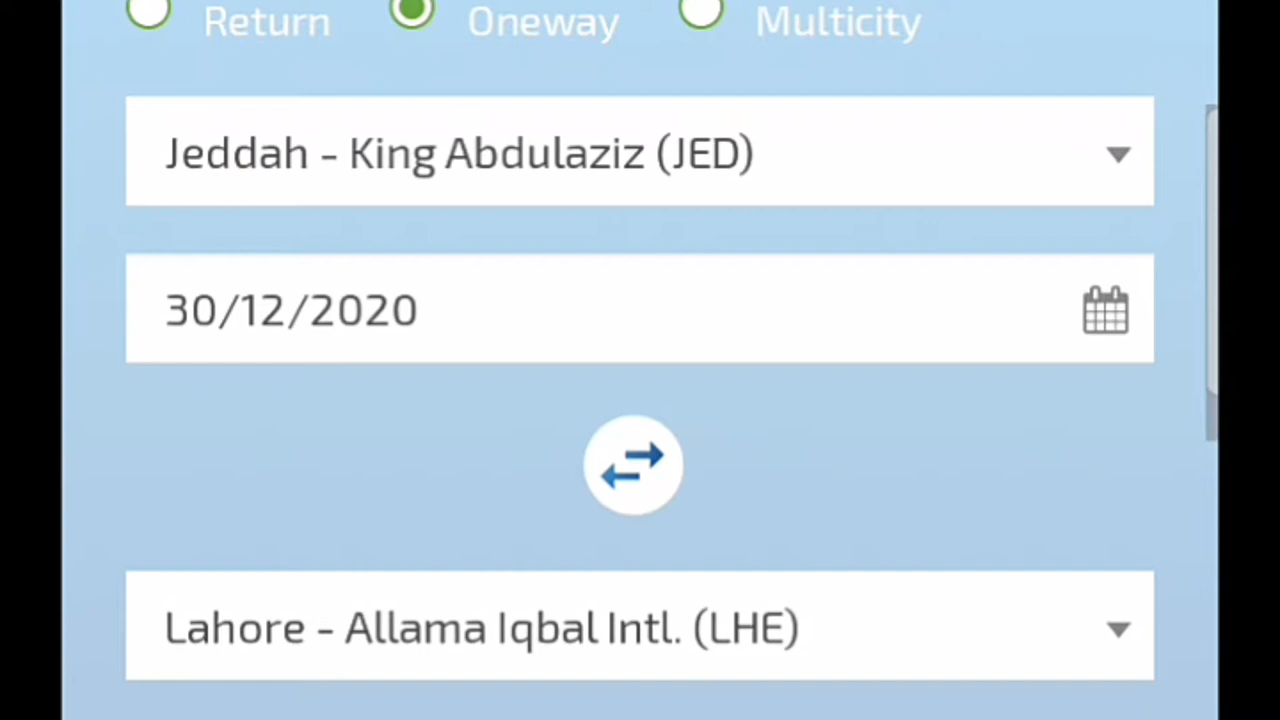 Return Oneway Multicity
Jeddah - King Abdulaziz (JED)
30/12/2020
Lahore - Allama Iqbal Intl. (LHE)